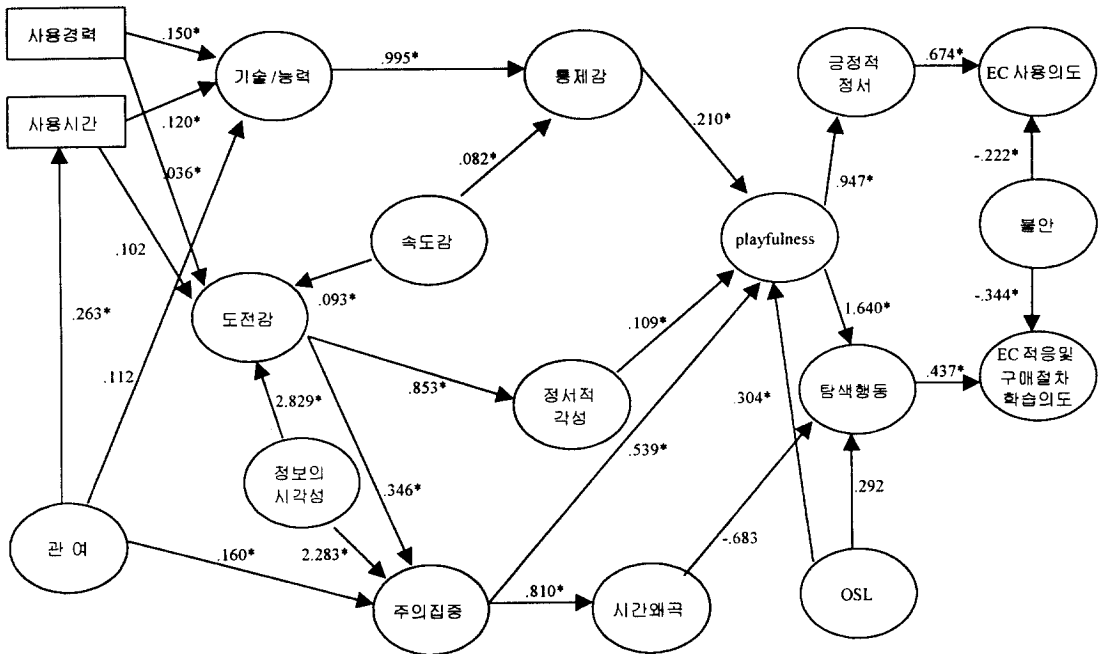 사용경력
.150*
기술/능력
.995*
통제감
긍정적
정서
.674*
EC 사용의도
사용시간
.120*
.210*
.036*
.082*
-.222*
.947*
속도감
playfulness
불안
.102
.093*
.263*
도전감
.109*
1.640*
-.344*
.112
.853*
정서적
각성
탐색행동
.437*
EC 적응및
구매절차
학습의도
2.829*
.304*
.539*
정보의
시각성
.346*
.292
관 여
.160*
2.283*
-.683
주의집중
.810*
시간왜곡
OSL